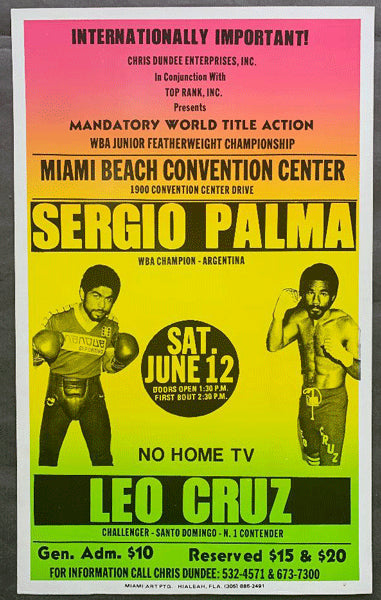 INTERNATIONALLY IMPORTANT!
CHRIS DUNDEE ENTERPRISES, INC.
In Conjunction With
TOP RANK, INC.
Presents
MANDATORY WORLD TITLE ACTION
WBA JUNIOR FEATHERWEIGHT CHAMPIONSHIP
MIAMI BEACH CONVENTION CENTER
1900 CONVENTION CENTER DRIVE
SERGIO PALMA
WBA CHAMPION - ARGENTINA
SAT.
JUNE 12
DOORS OPEN 1:30 P.M.
FIRST BOUT 2:30 P.M.
CRUZ
NO HOME TV
LEO CRUZ
CHALLENGER - SANTO DOMINGO - N. 1 CONTENDER
Gen. Adm. $10 Reserved $15 & $20
FOR INFORMATION CALL CHRIS DUNDEE: 532-4571 & 673-7300
MIAMI ART PTG. HIALEAH, FLA. (305) 885-2491